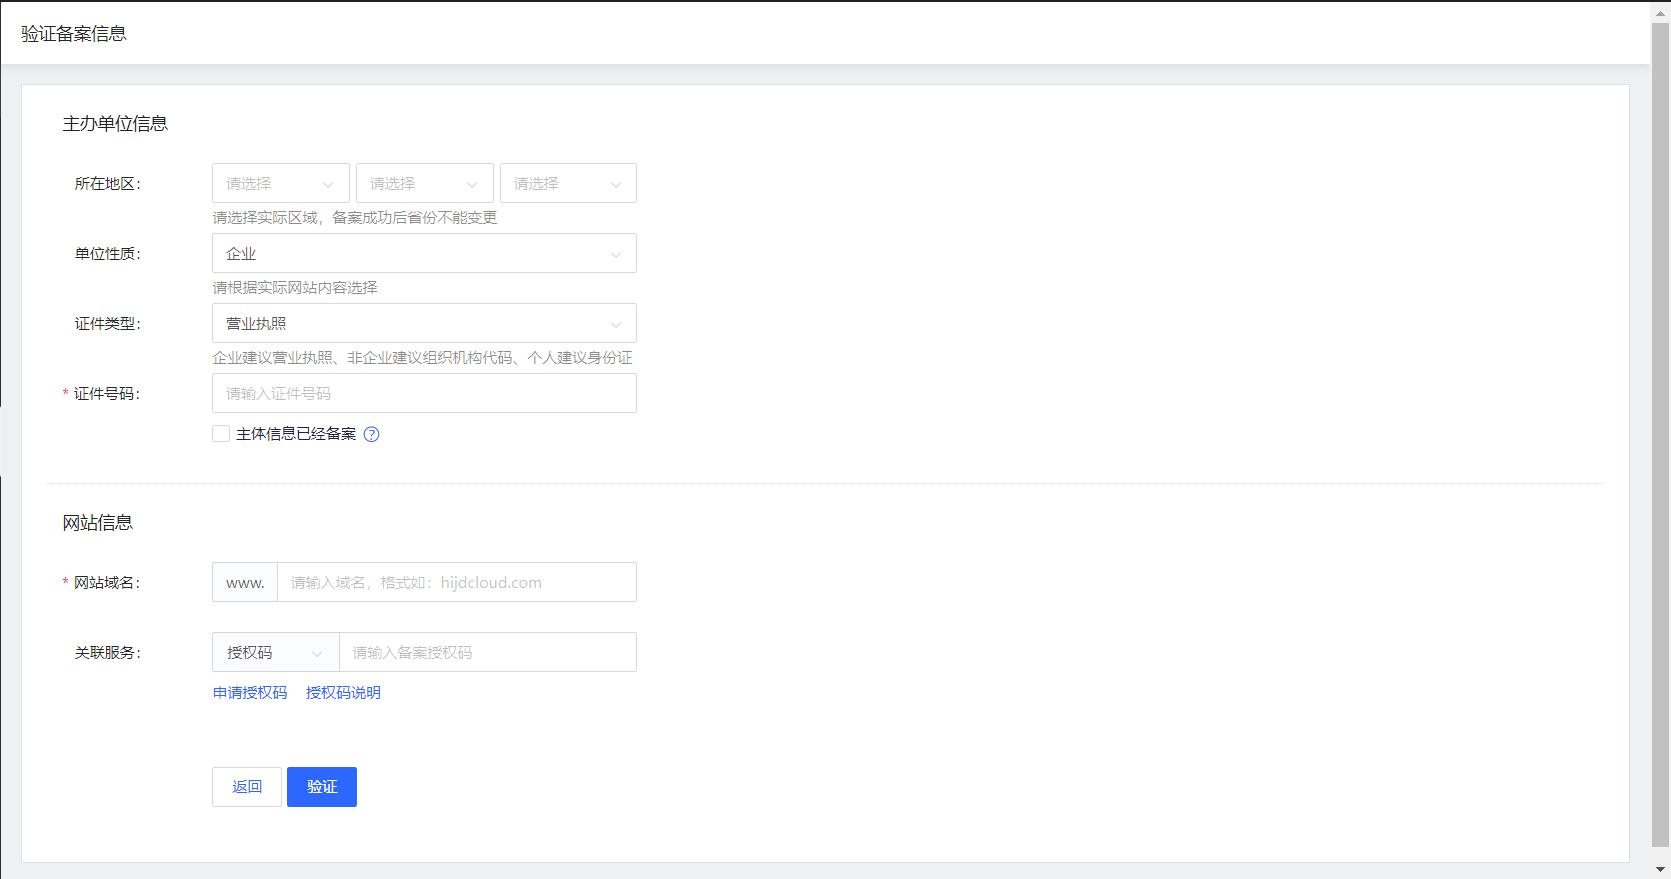 验证备案信息
主办单位信息
所在地区： 请选择 请选择 请选择
请选择实际区域，备案成功后省份不能变更
单位性质： 企业
请根据实际网站内容选择
证件类型： 营业执照
企业建议营业执照、非企业建议组织机构代码、个人建议身份证
* 证件号码： 请输入证件号码
主体信息已经备案 ?
网站信息
* 网站域名： www. 请输入域名，格式如：hijdcloud.com
关联服务： 授权码 请输入备案授权码
申请授权码 授权码说明
返回 验证